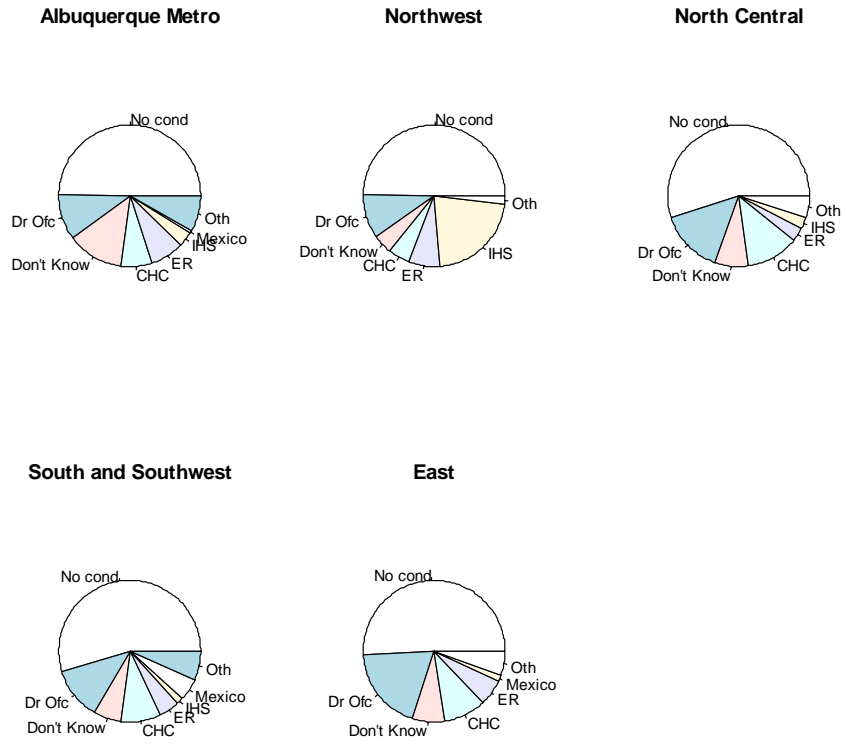 Albuquerque Metro
No cond
Dr Ofc
Don't Know
CHC
ER
IHS
Mexico
Oth
Northwest
No cond
Dr Ofc
Don't Know
CHC
ER
IHS
Oth
North Central
No cond
Dr Ofc
Don't Know
CHC
ER
IHS
Oth
South and Southwest
No cond
Dr Ofc
Don't Know
CHC
ER
IHS
Mexico
Oth
East
No cond
Dr Ofc
Don't Know
CHC
ER
Mexico
Oth